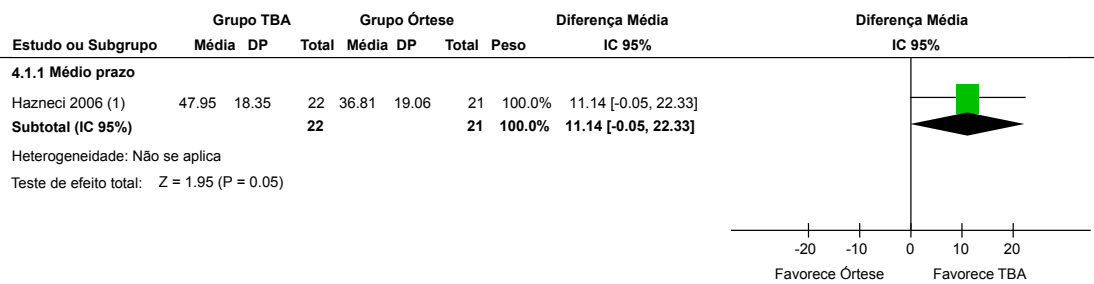 Grupo TBA Grupo Órtese Diferença Média Diferença Média
Estudo ou Subgrupo Média DP Total Média DP Total Peso IC 95% IC 95%
4.1.1 Médio prazo
Hazneci 2006 (1) 47.95 18.35 22 36.81 19.06 21 100.0% 11.14 [-0.05, 22.33]
Subtotal (IC 95%) 22 21 100.0% 11.14 [-0.05, 22.33]
Heterogeneidade: Não se aplica
Teste de efeito total: Z = 1.95 (P = 0.05)
-20 -10 0 10 20
Favorece Órtese Favorece TBA